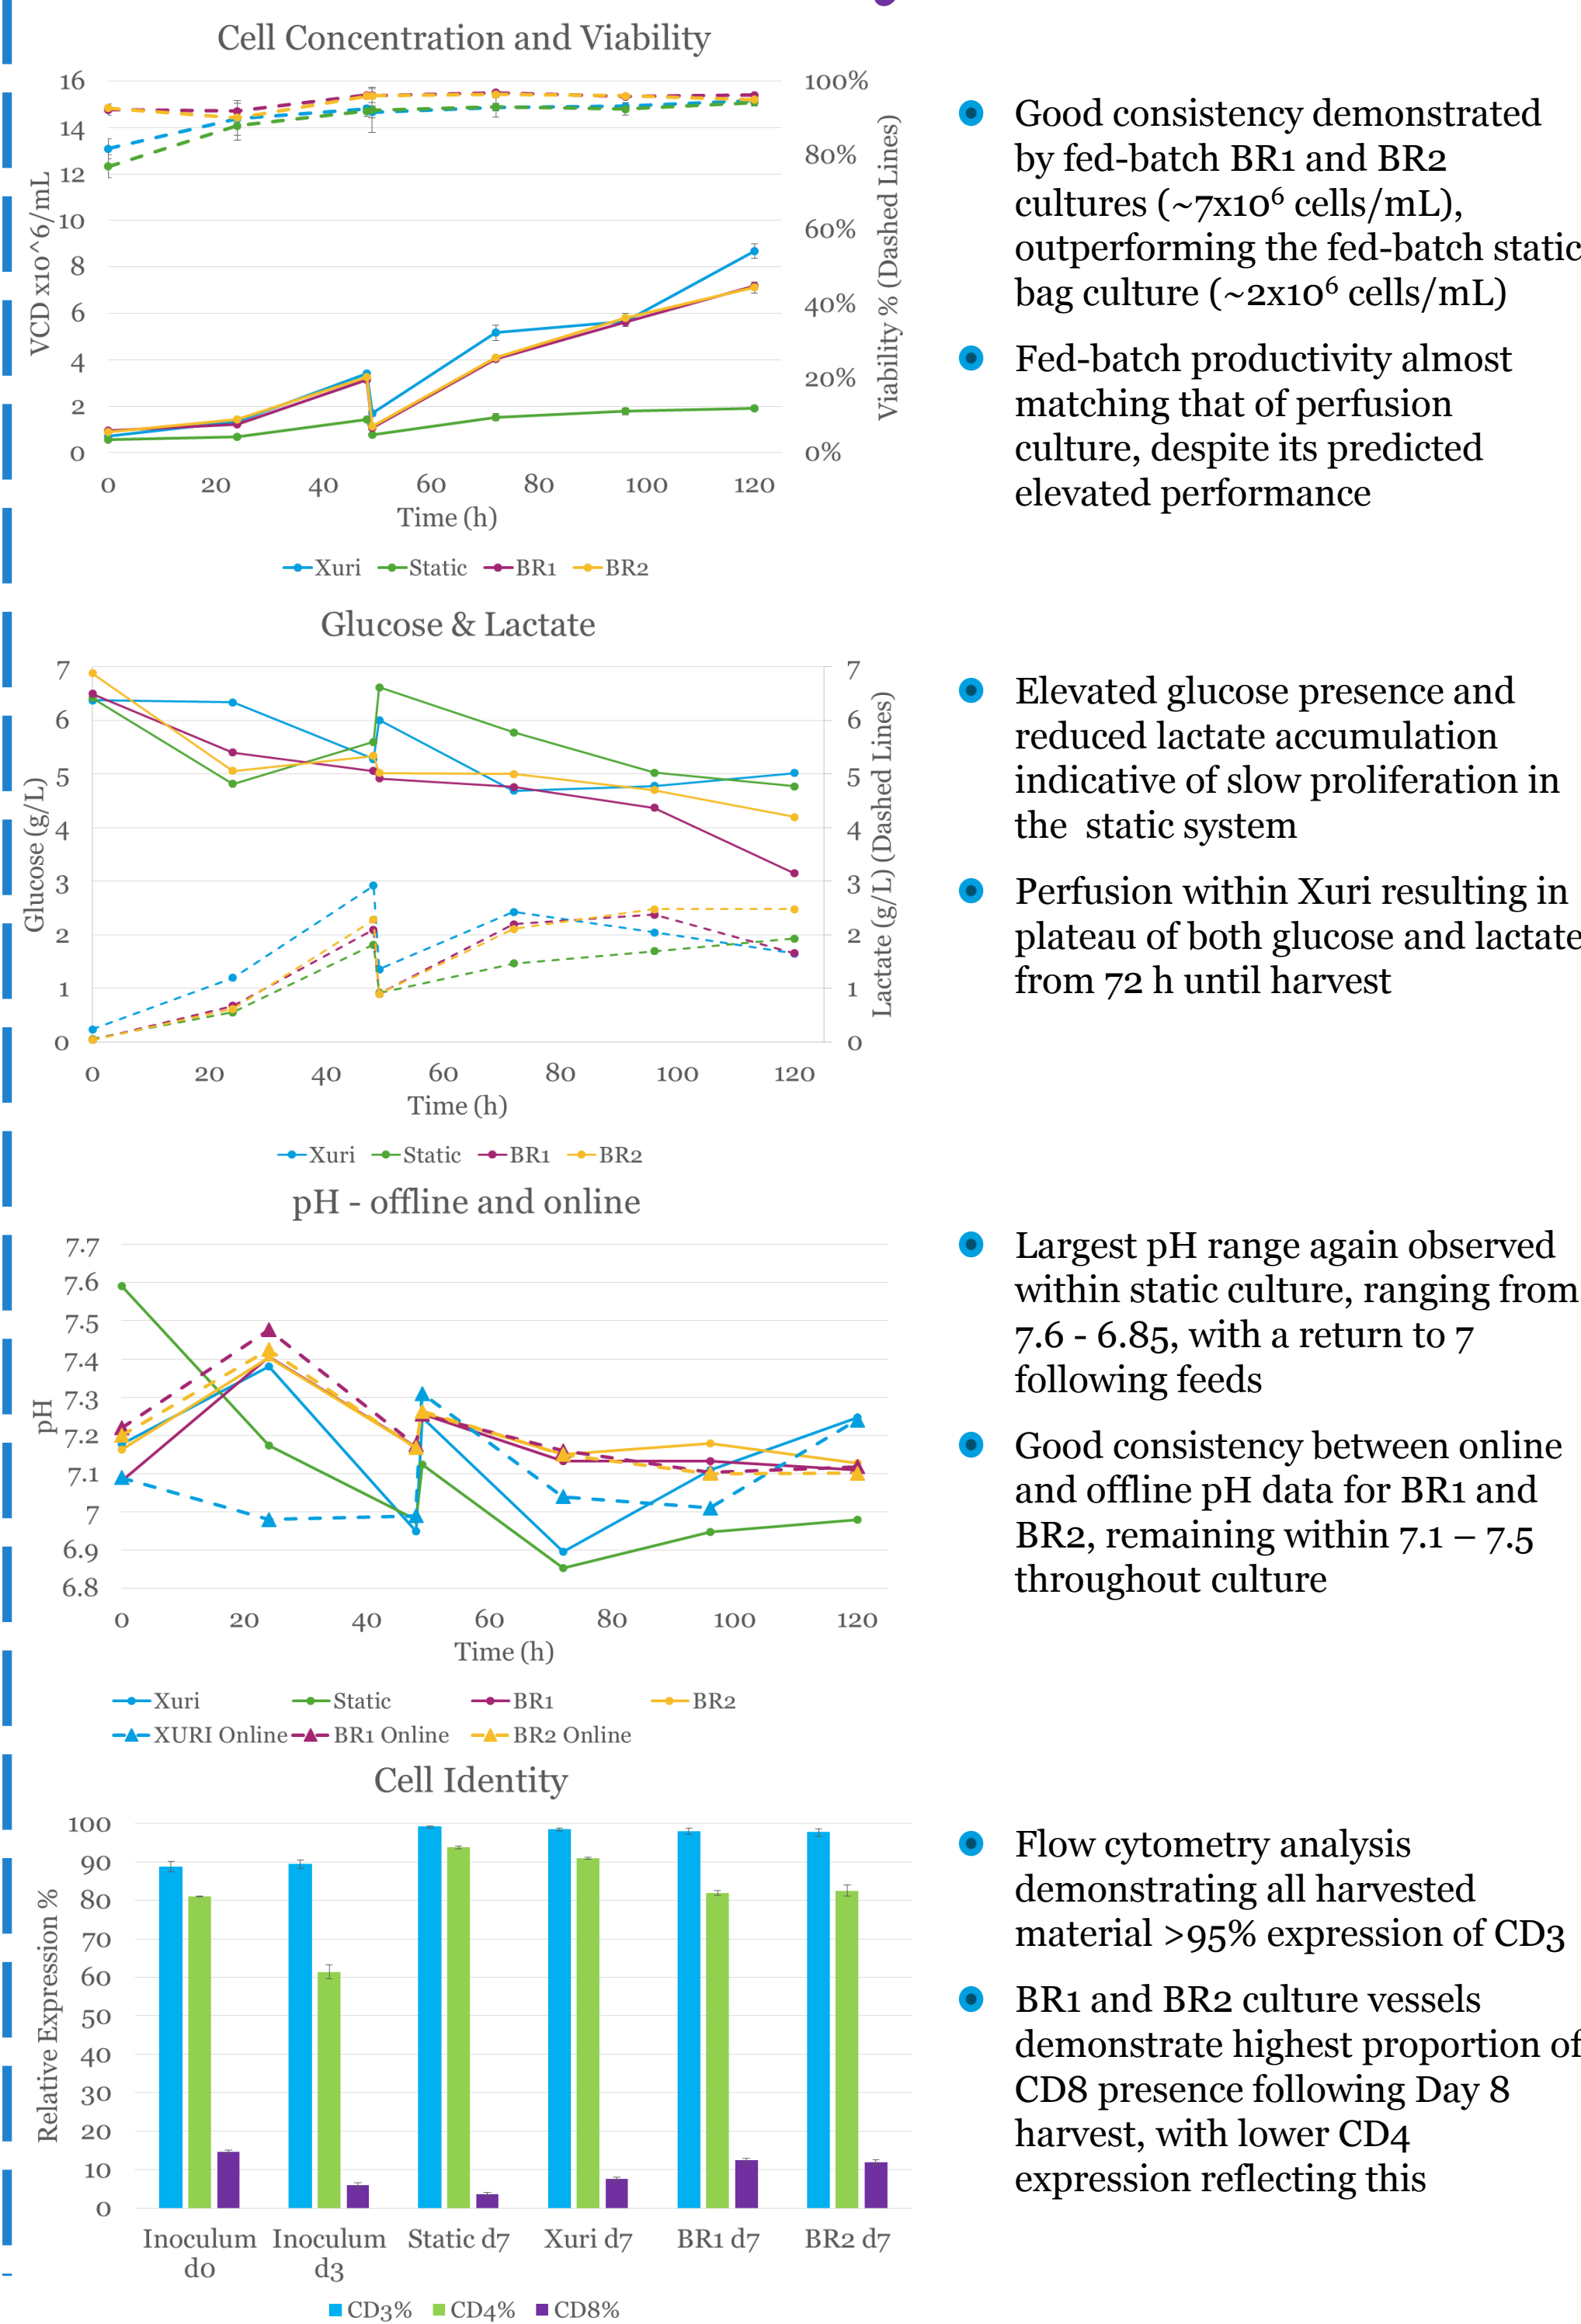 Cell Concentration and Viability
16
14
12
10
8
6
4
2
0
VCD x10^6/mL
100%
80%
60%
40%
20%
0%
Viability % (Dashed Lines)
0 20 40 60 80 100 120
Time (h)
Xuri Static BR1 BR2
Good consistency demonstrated
by fed-batch BR1 and BR2
cultures (~7x10⁶ cells/mL),
outperforming the fed-batch static
bag culture (~2x10⁶ cells/mL)
Fed-batch productivity almost
matching that of perfusion
culture, despite its predicted
elevated performance
Glucose & Lactate
7
6
5
4
3
2
1
0
Glucose (g/L)
7
6
5
4
3
2
1
0
Lactate (g/L) (Dashed Lines)
0 20 40 60 80 100 120
Time (h)
Xuri Static BR1 BR2
Elevated glucose presence and
reduced lactate accumulation
indicative of slow proliferation in
the static system
Perfusion within Xuri resulting in
plateau of both glucose and lactate
from 72 h until harvest
pH - offline and online
7.7
7.6
7.5
7.4
7.3
7.2
7.1
7
6.9
6.8
pH
0 20 40 60 80 100 120
Time (h)
Xuri Static BR1 BR2
XURI Online BR1 Online BR2 Online
Largest pH range again observed
within static culture, ranging from
7.6 - 6.85, with a return to 7
following feeds
Good consistency between online
and offline pH data for BR1 and
BR2, remaining within 7.1 – 7.5
throughout culture
Cell Identity
100
90
80
70
60
50
40
30
20
10
0
Relative Expression %
Inoculum Inoculum Static d7 Xuri d7 BR1 d7 BR2 d7
d0 d3
CD3% CD4% CD8%
Flow cytometry analysis
demonstrating all harvested
material >95% expression of CD3
BR1 and BR2 culture vessels
demonstrate highest proportion of
CD8 presence following Day 8
harvest, with lower CD4
expression reflecting this